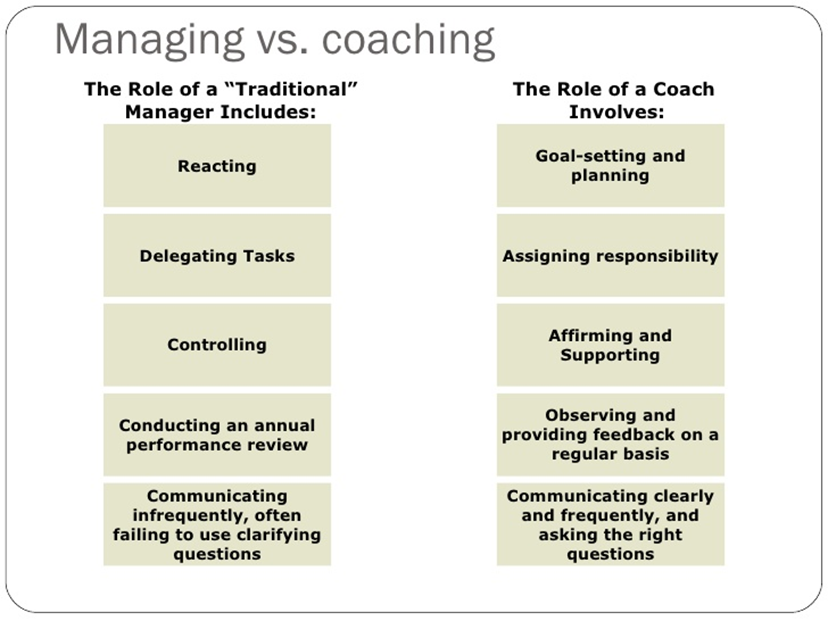 Managing vs. coaching
The Role of a “Traditional”
Manager Includes:
Reacting
Delegating Tasks
Controlling
Conducting an annual
performance review
Communicating
infrequently, often
failing to use clarifying
questions
The Role of a Coach
Involves:
Goal-setting and
planning
Assigning responsibility
Affirming and
Supporting
Observing and
providing feedback on a
regular basis
Communicating clearly
and frequently, and
asking the right
questions